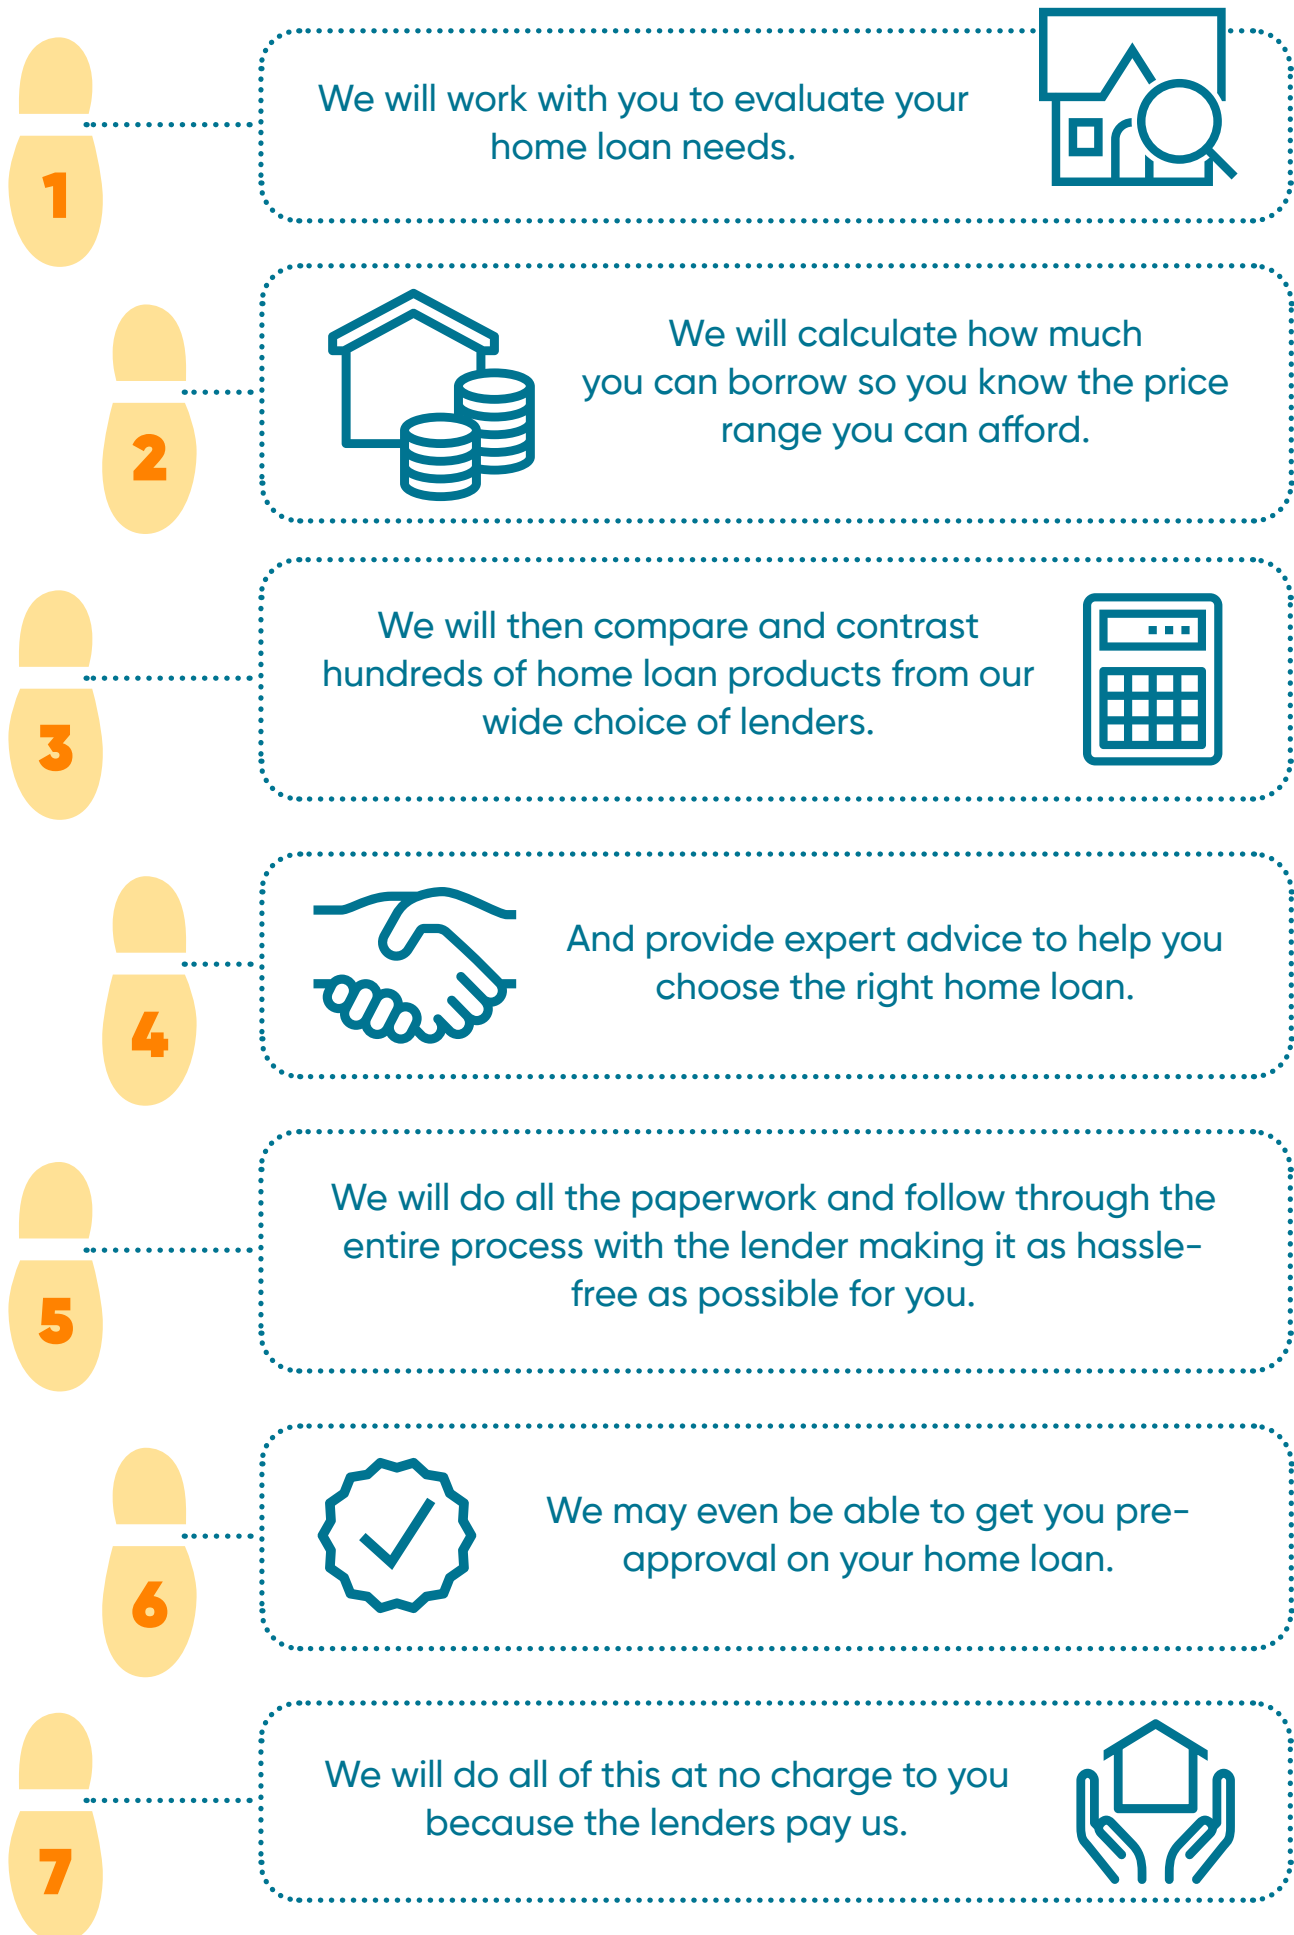 1
We will work with you to evaluate your
home loan needs.
2
We will calculate how much
you can borrow so you know the price
range you can afford.
3
We will then compare and contrast
hundreds of home loan products from our
wide choice of lenders.
4
And provide expert advice to help you
choose the right home loan.
5
We will do all the paperwork and follow through the
entire process with the lender making it as hassle-
free as possible for you.
6
We may even be able to get you pre-
approval on your home loan.
7
We will do all of this at no charge to you
because the lenders pay us.